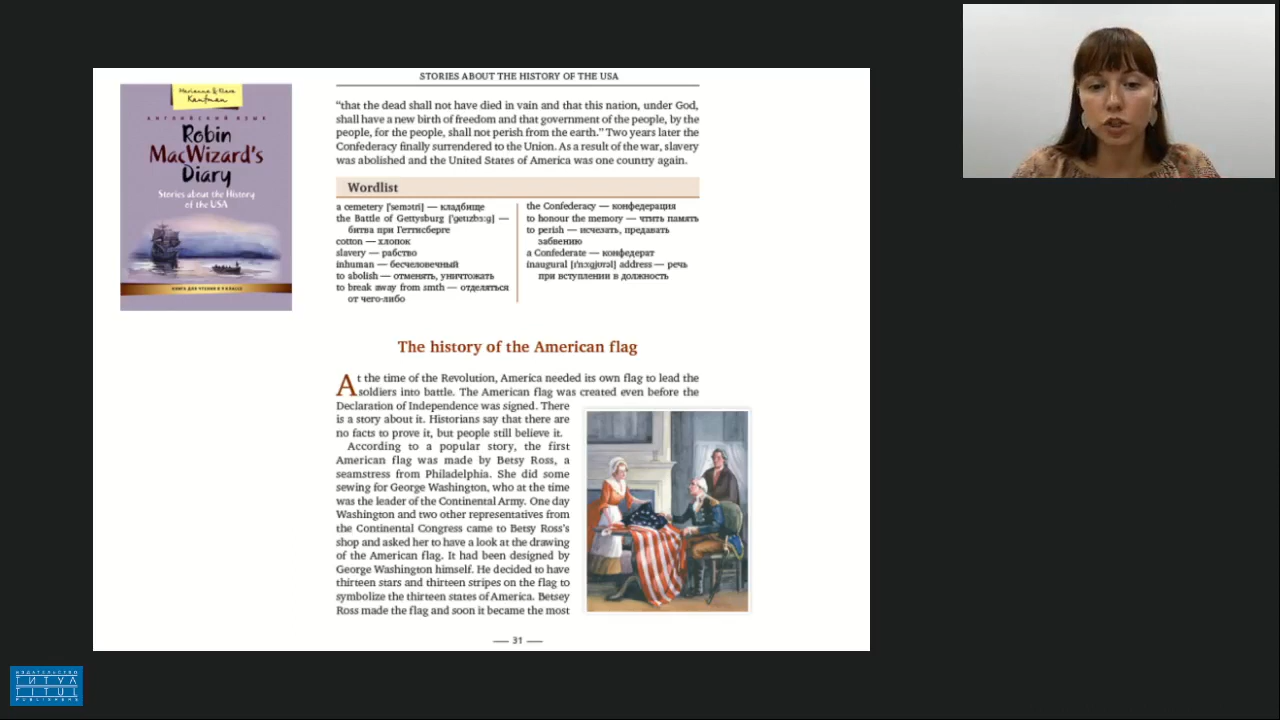 Marianna & Klara
Kaufman
АНГЛИЙСКИЙ ЯЗЫК
Robin
MacWizard's
Diary
Stories about the History
of the USA
КНИГА ДЛЯ ЧТЕНИЯ В 9 КЛАССЕ
STORIES ABOUT THE HISTORY OF THE USA
“that the dead shall not have died in vain and that this nation, under God,
shall have a new birth of freedom and that government of the people, by the
people, for the people, shall not perish from the earth.” Two years later the
Confederacy finally surrendered to the Union. As a result of the war, slavery
was abolished and the United States of America was one country again.
Wordlist
a cemetery ['semətri] — кладбище
the Battle of Gettysburg ['getɪzbɜ:g] —
битва при Геттисберге
cotton — хлопок
slavery — рабство
inhuman — бесчеловечный
to abolish — отменять, уничтожать
to break away from smth — отделяться
от чего-либо
the Confederacy — конфедерация
to honour the memory — чтить память
to perish — исчезать, предавать
забвению
a Confederate — конфедерат
inaugural [ɪ'nɔ:gjʊrəl] address — речь
при вступлении в должность
The history of the American flag
At the time of the Revolution, America needed its own flag to lead the
soldiers into battle. The American flag was created even before the
Declaration of Independence was signed. There
is a story about it. Historians say that there are
no facts to prove it, but people still believe it.
According to a popular story, the first
American flag was made by Betsy Ross, a
seamstress from Philadelphia. She did some
sewing for George Washington, who at the time
was the leader of the Continental Army. One day
Washington and two other representatives from
the Continental Congress came to Betsy Ross's
shop and asked her to have a look at the drawing
of the American flag. It had been designed by
George Washington himself. He decided to have
thirteen stars and thirteen stripes on the flag to
symbolize the thirteen states of America. Betsey
Ross made the flag and soon it became the most
— 31 —
ИЗДАТЕЛЬСТВО
ТИТУЛ
TITUL
PUBLISHERS